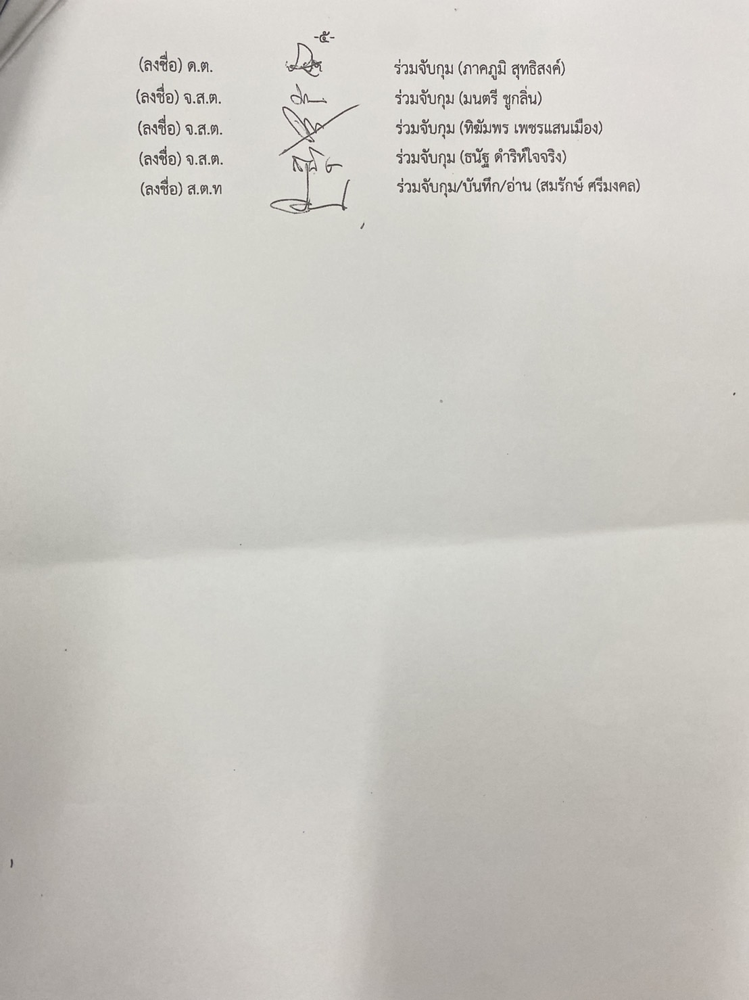 -๕-
(ลงชื่อ) ด.ต. ร่วมจับกุม (ภาคภูมิ สุทธิสงค์)
(ลงชื่อ) จ.ส.ต. ร่วมจับกุม (มนตรี ชูกลิ่น)
(ลงชื่อ) จ.ส.ต. ร่วมจับกุม (ทิฆัมพร เพชรแสนเมือง)
(ลงชื่อ) จ.ส.ต. ร่วมจับกุม (ธนัฐ ดำริห์ใจจริง)
(ลงชื่อ) ส.ต.ท ร่วมจับกุม/บันทึก/อ่าน (สมรักษ์ ศรีมงคล)